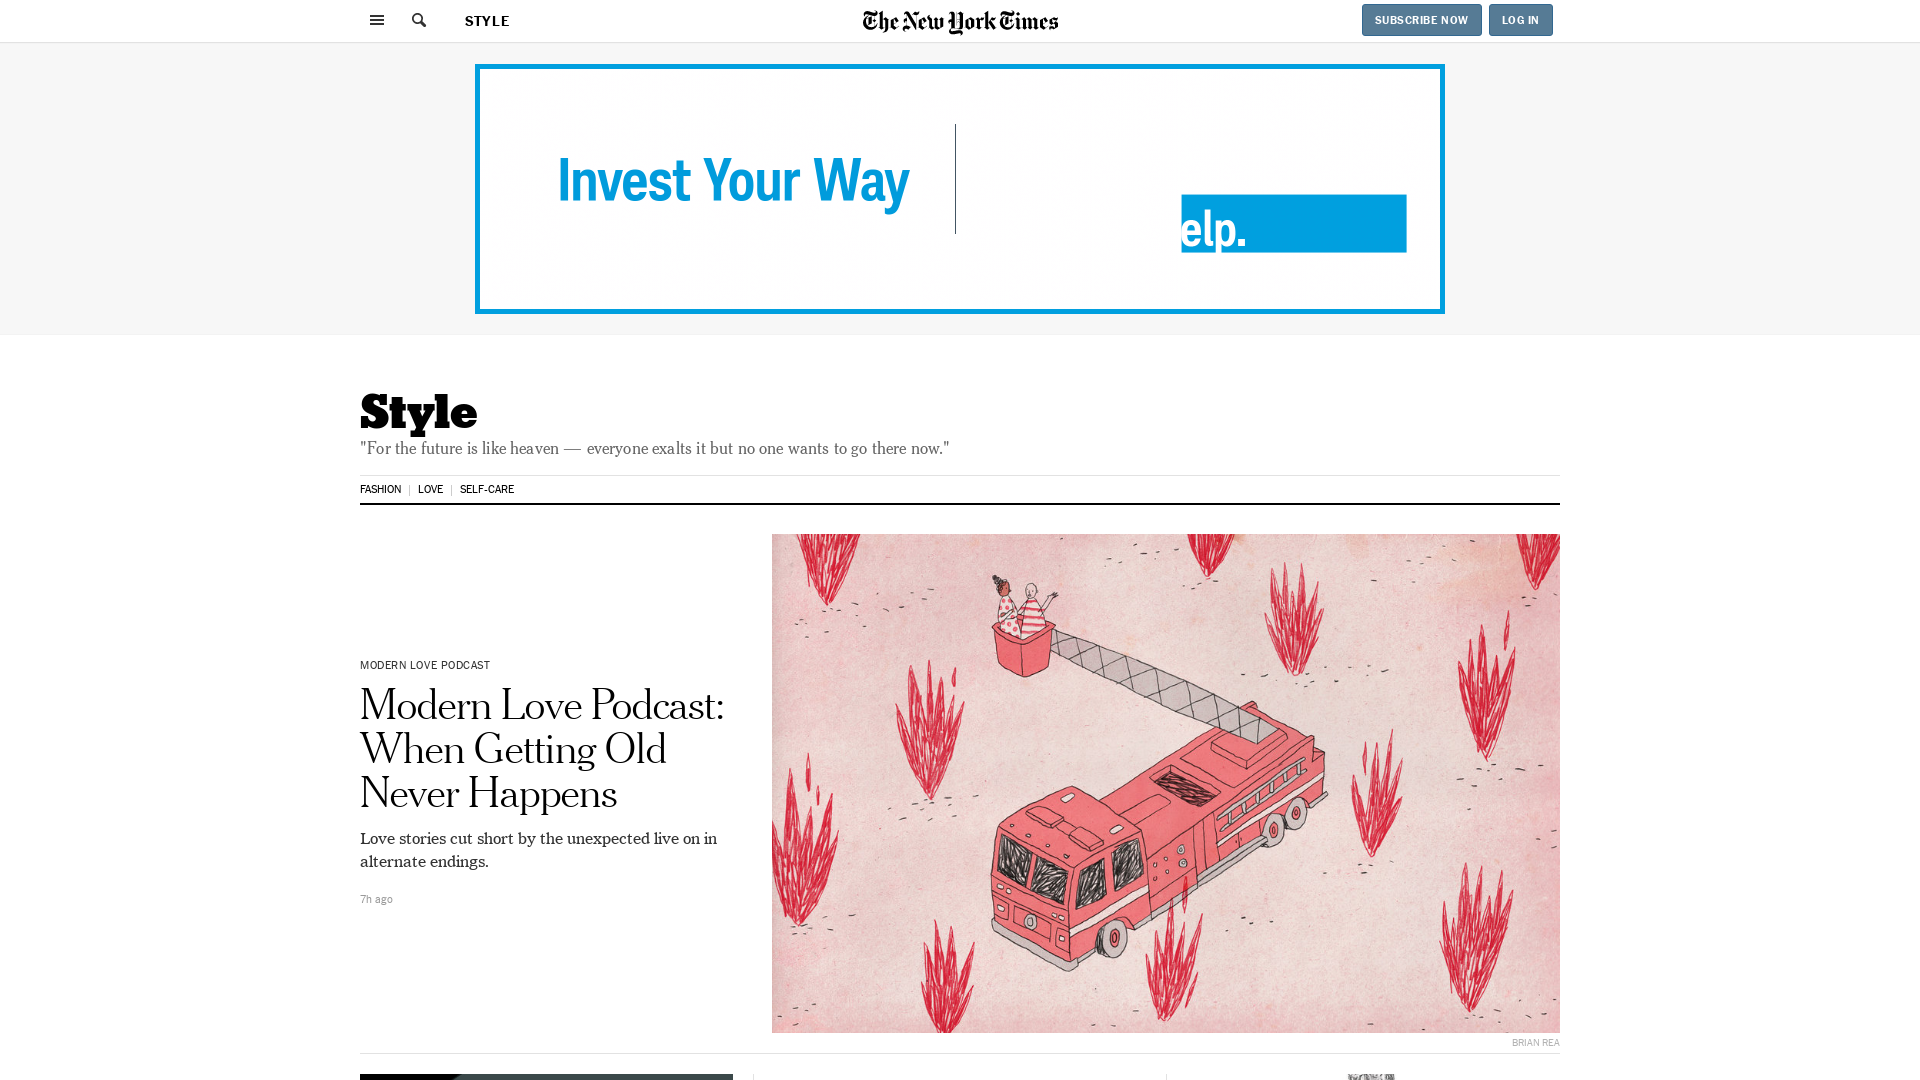 STYLE
The New York Times
SUBSCRIBE NOW
LOG IN
Invest Your Way
elp.
Style
"For the future is like heaven — everyone exalts it but no one wants to go there now."
FASHION | LOVE | SELF-CARE
MODERN LOVE PODCAST
Modern Love Podcast:
When Getting Old
Never Happens
Love stories cut short by the unexpected live on in
alternate endings.
7h ago
BRIAN REA